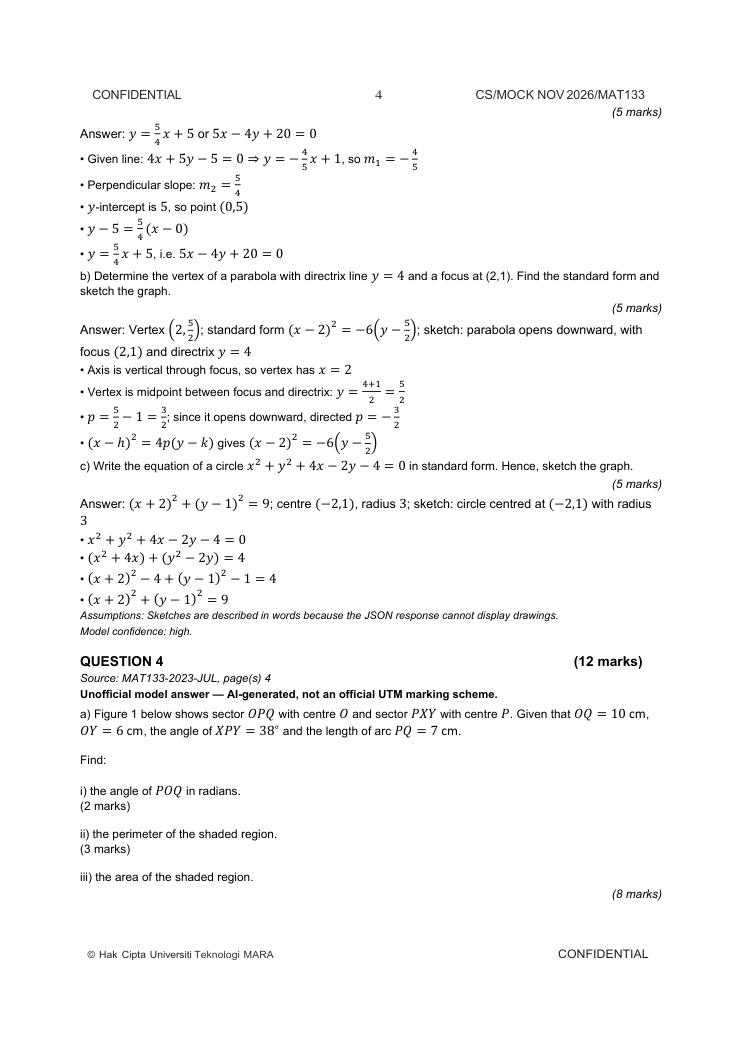 CONFIDENTIAL 4 CS/MOCK NOV 2026/MAT133
(5 marks)
Answer: y = 5/4 x + 5 or 5x − 4y + 20 = 0
• Given line: 4x + 5y − 5 = 0 ⇒ y = −4/5 x + 1, so m₁ = −4/5
• Perpendicular slope: m₂ = 5/4
• y-intercept is 5, so point (0,5)
• y − 5 = 5/4 (x − 0)
• y = 5/4 x + 5, i.e. 5x − 4y + 20 = 0
b) Determine the vertex of a parabola with directrix line y = 4 and a focus at (2,1). Find the standard form and
sketch the graph.
(5 marks)
Answer: Vertex (2, 5/2); standard form (x − 2)² = −6(y − 5/2); sketch: parabola opens downward, with
focus (2,1) and directrix y = 4
• Axis is vertical through focus, so vertex has x = 2
• Vertex is midpoint between focus and directrix: y = (4+1)/2 = 5/2
• p = 5/2 − 1 = 3/2; since it opens downward, directed p = −3/2
• (x − h)² = 4p(y − k) gives (x − 2)² = −6(y − 5/2)
c) Write the equation of a circle x² + y² + 4x − 2y − 4 = 0 in standard form. Hence, sketch the graph.
(5 marks)
Answer: (x + 2)² + (y − 1)² = 9; centre (−2,1), radius 3; sketch: circle centred at (−2,1) with radius
3
• x² + y² + 4x − 2y − 4 = 0
• (x² + 4x) + (y² − 2y) = 4
• (x + 2)² − 4 + (y − 1)² − 1 = 4
• (x + 2)² + (y − 1)² = 9
Assumptions: Sketches are described in words because the JSON response cannot display drawings.
Model confidence: high.
QUESTION 4 (12 marks)
Source: MAT133-2023-JUL, page(s) 4
Unofficial model answer — AI-generated, not an official UTM marking scheme.
a) Figure 1 below shows sector OPQ with centre O and sector PXY with centre P. Given that OQ = 10 cm,
OY = 6 cm, the angle of XPY = 38° and the length of arc PQ = 7 cm.
Find:
i) the angle of POQ in radians.
(2 marks)
ii) the perimeter of the shaded region.
(3 marks)
iii) the area of the shaded region.
(8 marks)
© Hak Cipta Universiti Teknologi MARA CONFIDENTIAL